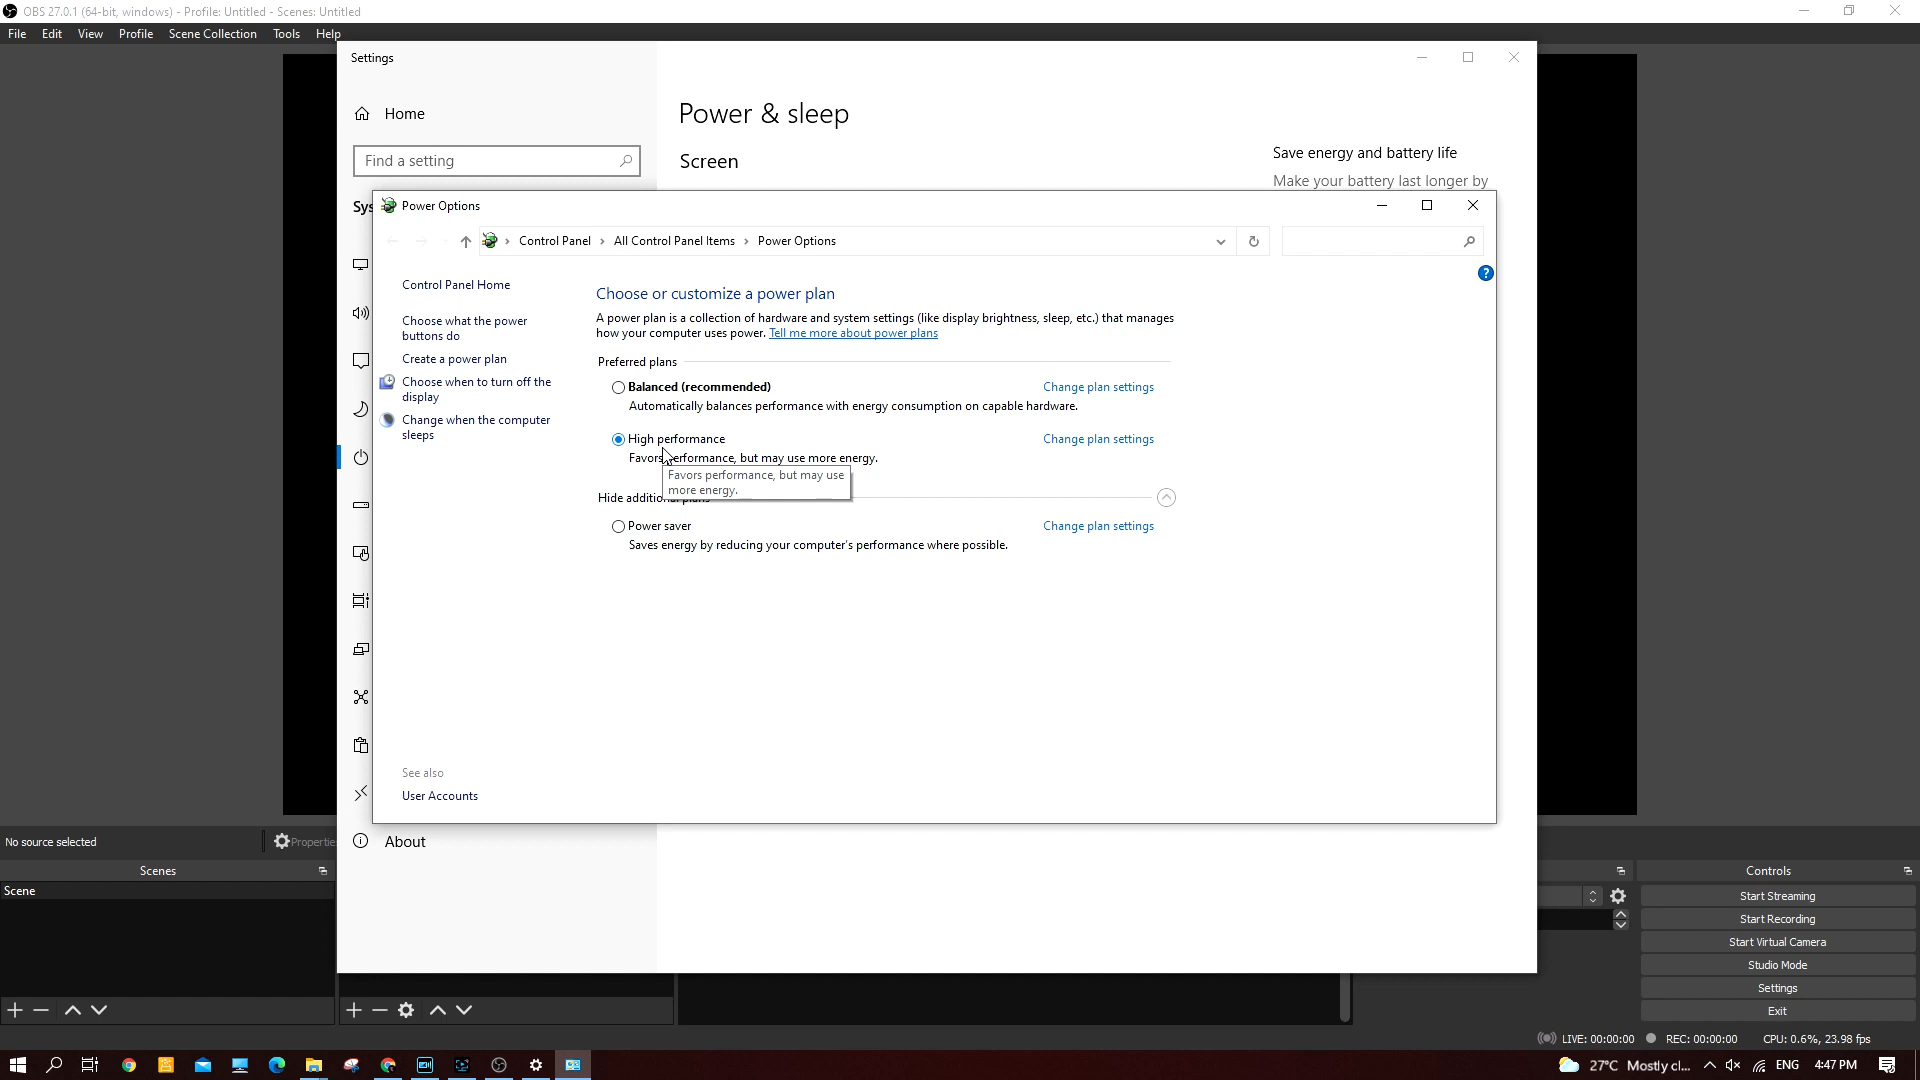 OBS 27.0.1 (64-bit, windows) - Profile: Untitled - Scenes: Untitled
File Edit View Profile Scene Collection Tools Help
Settings
Home
Find a setting
Sys
Power & sleep
Screen
Save energy and battery life
Make your battery last longer by
Power Options
Control Panel > All Control Panel Items > Power Options
Control Panel Home
Choose what the power
buttons do
Create a power plan
Choose when to turn off the
display
Change when the computer
sleeps
Choose or customize a power plan
A power plan is a collection of hardware and system settings (like display brightness, sleep, etc.) that manages
how your computer uses power. Tell me more about power plans
Preferred plans
Balanced (recommended) Change plan settings
Automatically balances performance with energy consumption on capable hardware.
High performance Change plan settings
Favors performance, but may use more energy.
Favors performance, but may use
more energy.
Hide additional plans
Power saver Change plan settings
Saves energy by reducing your computer's performance where possible.
See also
User Accounts
About
No source selected
Properties
Scenes
Scene
Controls
Start Streaming
Start Recording
Start Virtual Camera
Studio Mode
Settings
Exit
LIVE: 00:00:00 REC: 00:00:00 CPU: 0.6%, 23.98 fps
27°C Mostly cl... ENG 4:47 PM